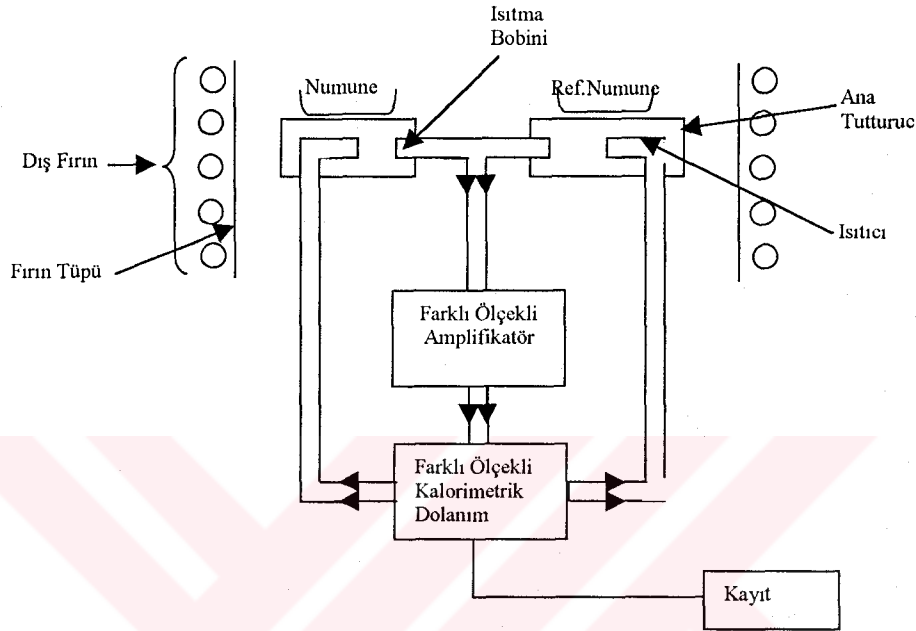 Isıtma
Bobini
Numune
Ref.Numune
Ana
Tutturuc
Dış Fırın
Isıtıcı
Fırın Tüpü
Farklı Ölçekli
Amplifikatör
Farklı Ölçekli
Kalorimetrik
Dolanım
Kayıt